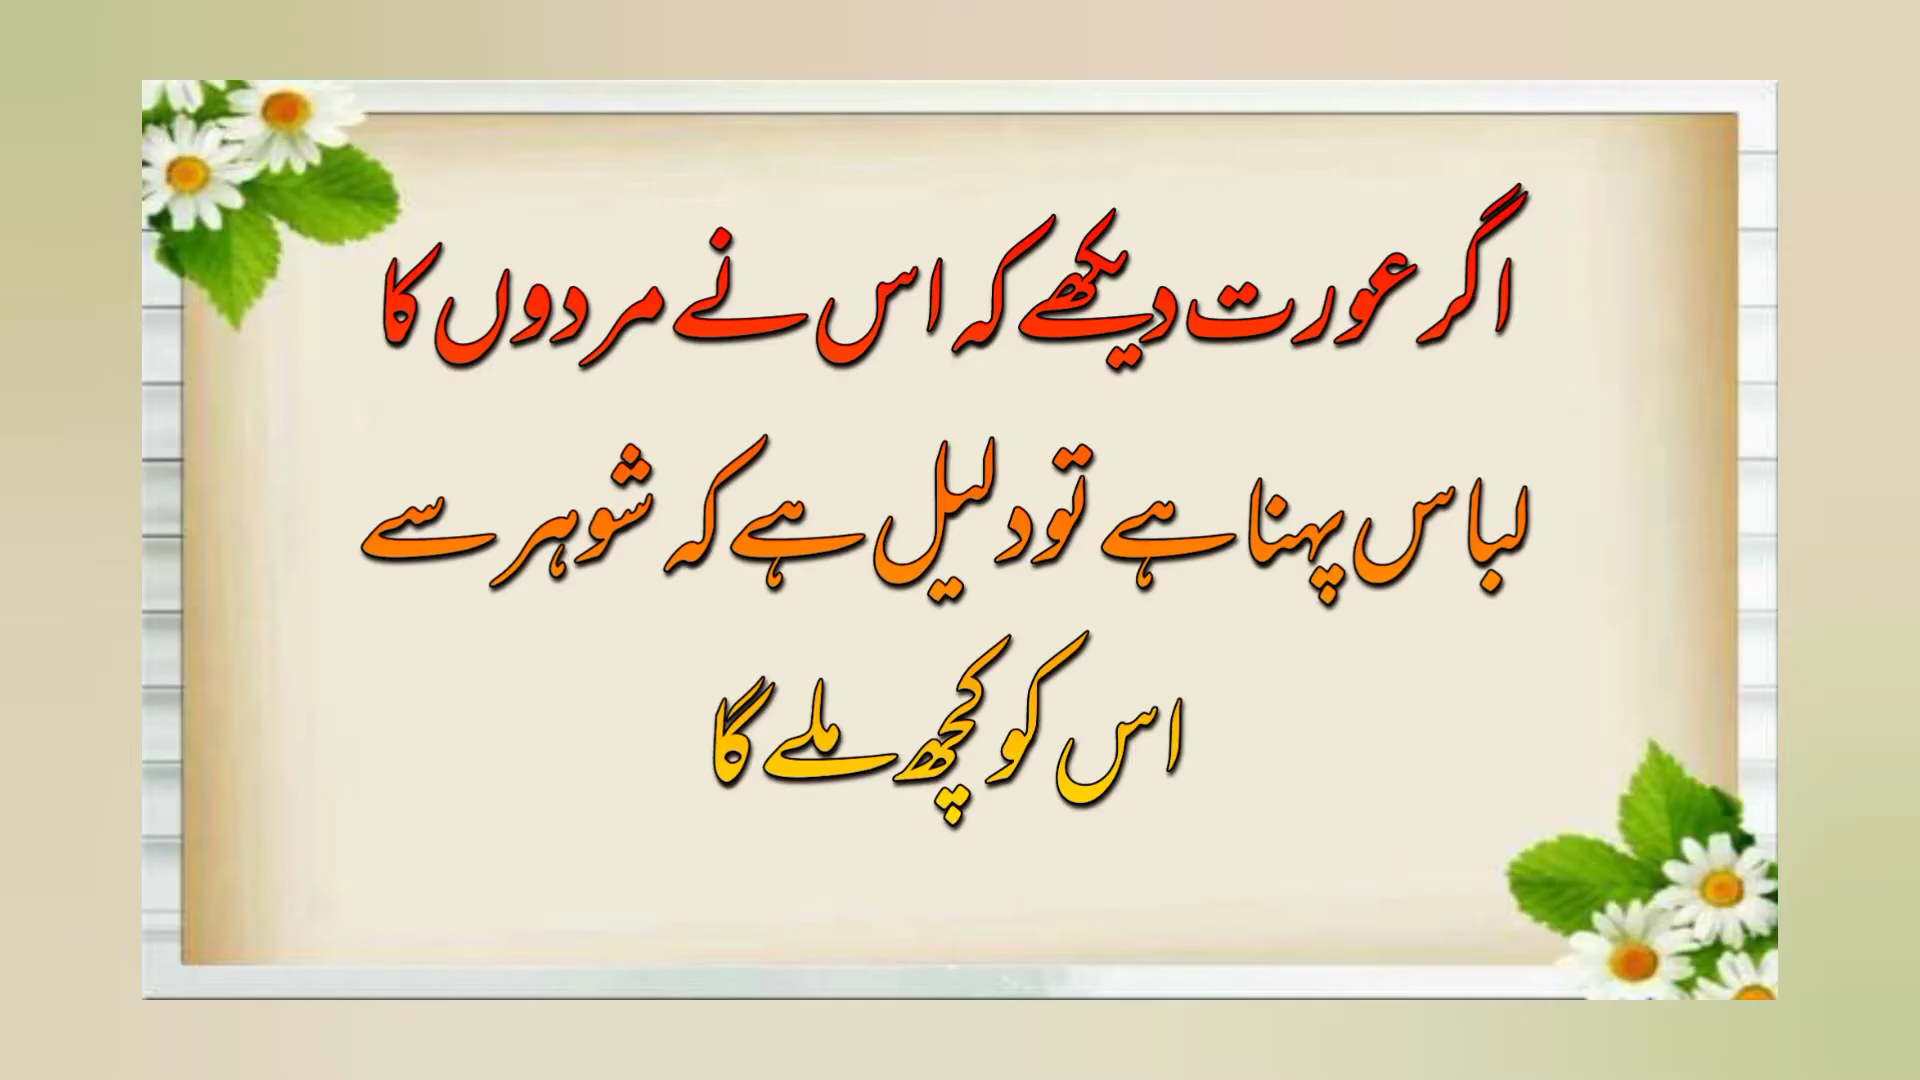 اگر عورت دیکھے کہ اس نے مردوں کا
لباس پہنا ہے تو دلیل ہے کہ شوہر سے
اس کو کچھ ملے گا